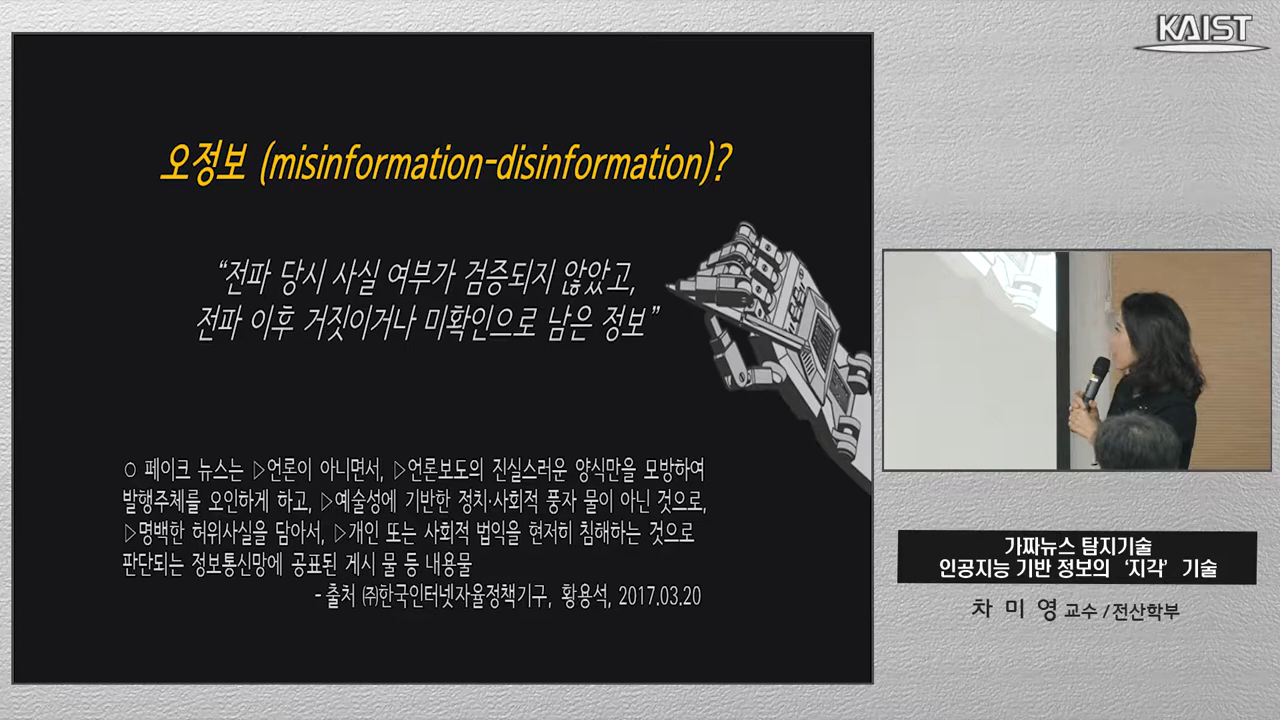 KAIST
오정보 (misinformation-disinformation)?
“전파 당시 사실 여부가 검증되지 않았고,
전파 이후 거짓이거나 미확인으로 남은 정보”
○ 페이크 뉴스는 ▷언론이 아니면서, ▷언론보도의 진실스러운 양식만을 모방하여
발행주체를 오인하게 하고, ▷예술성에 기반한 정치·사회적 풍자 물이 아닌 것으로,
▷명백한 허위사실을 담아서, ▷개인 또는 사회적 법익을 현저히 침해하는 것으로
판단되는 정보통신망에 공표된 게시 물 등 내용물
- 출처 ㈜한국인터넷자율정책기구, 황용석, 2017.03.20
가짜뉴스 탐지기술
인공지능 기반 정보의 ‘지각’ 기술
차 미 영 교수 / 전산학부